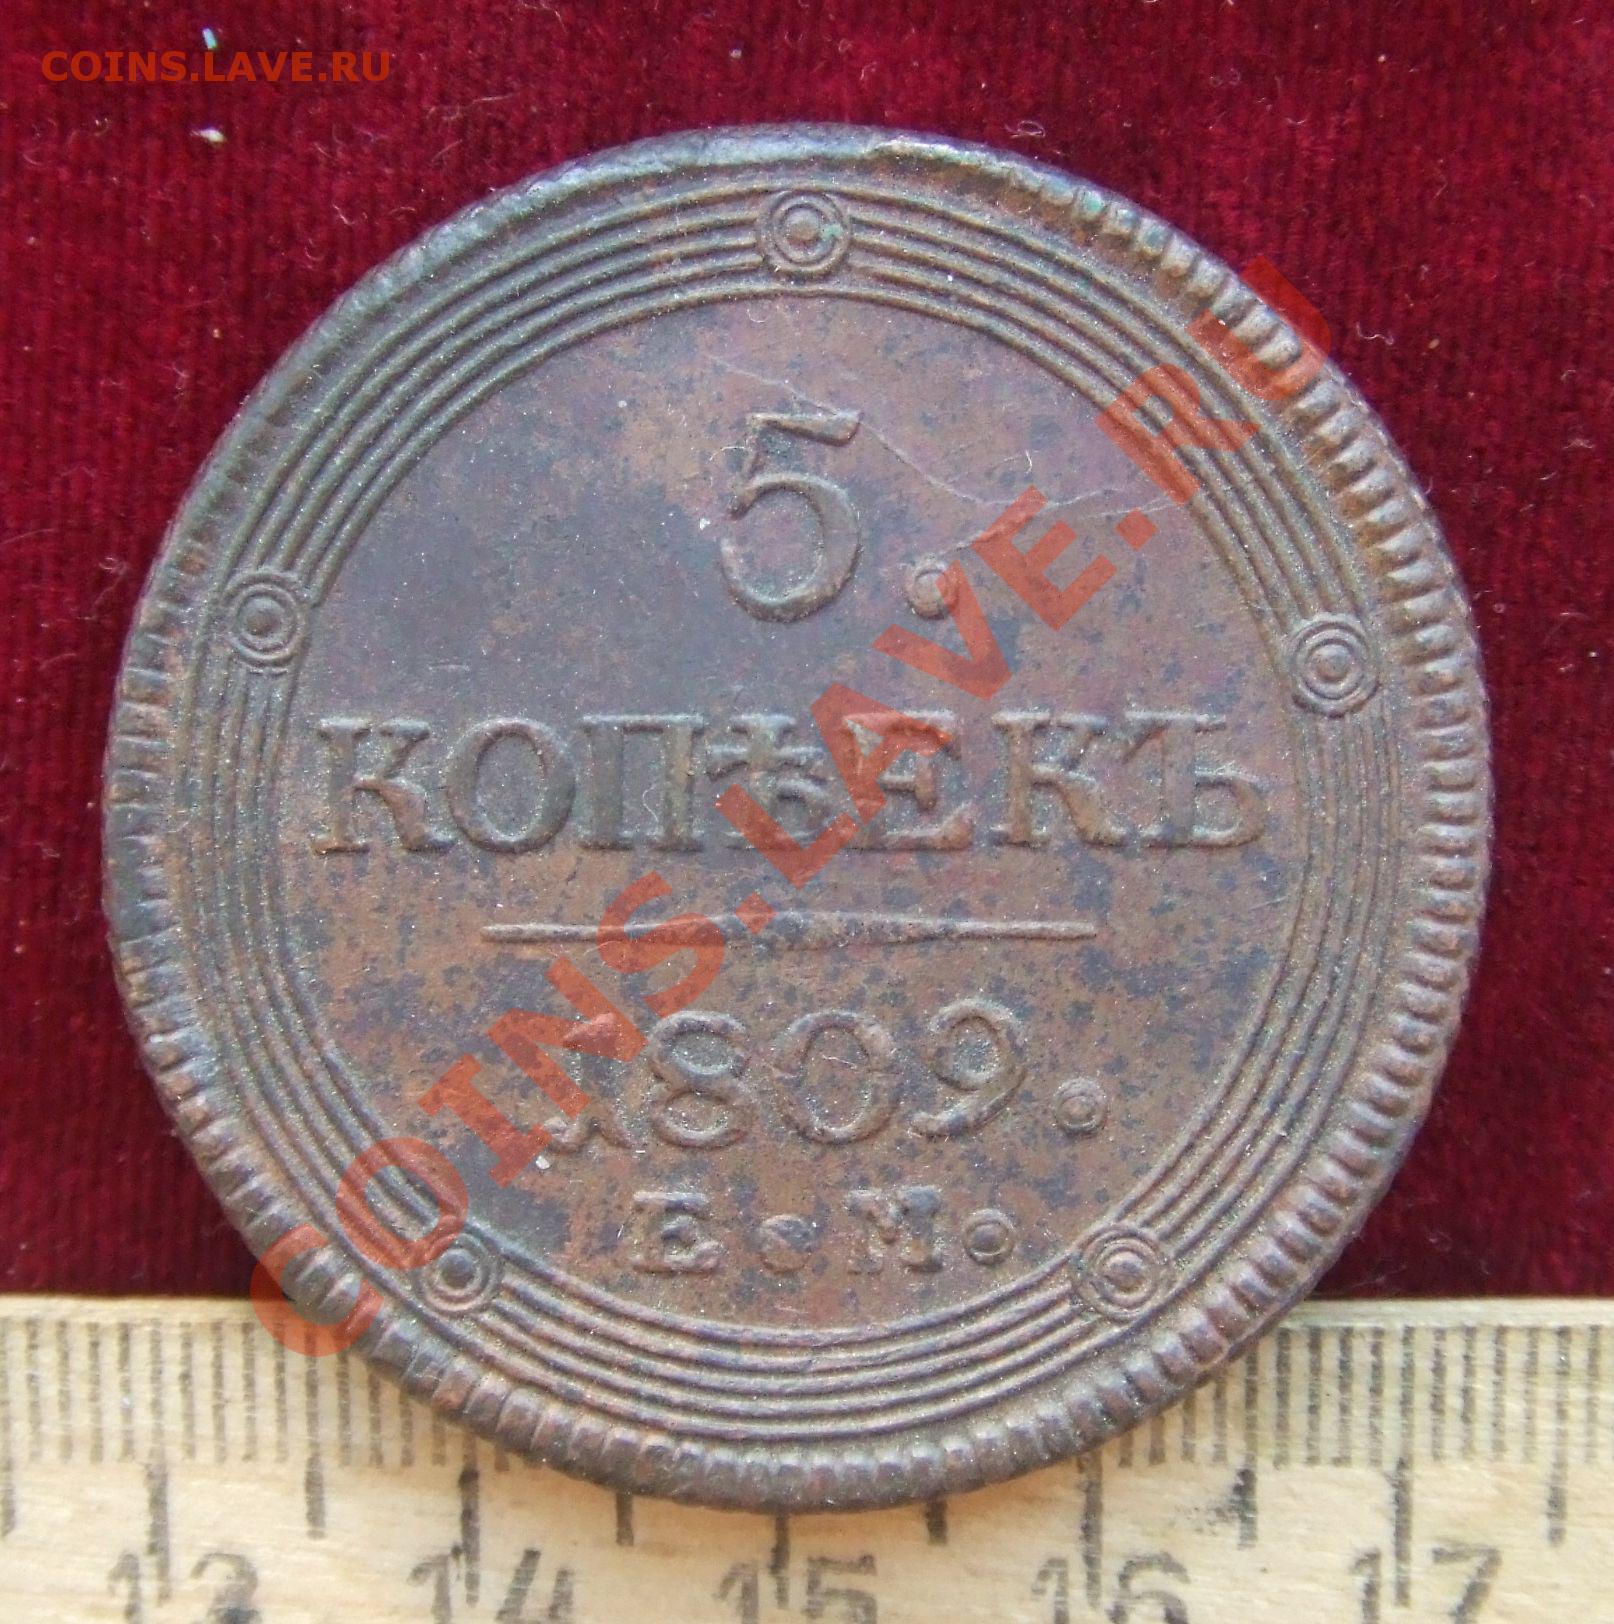 COINS.LAVE.RU
5.
КОПѢЕКЪ
1809.
Е.М.
COINS.LAVE.RU
13 14 15 16 17